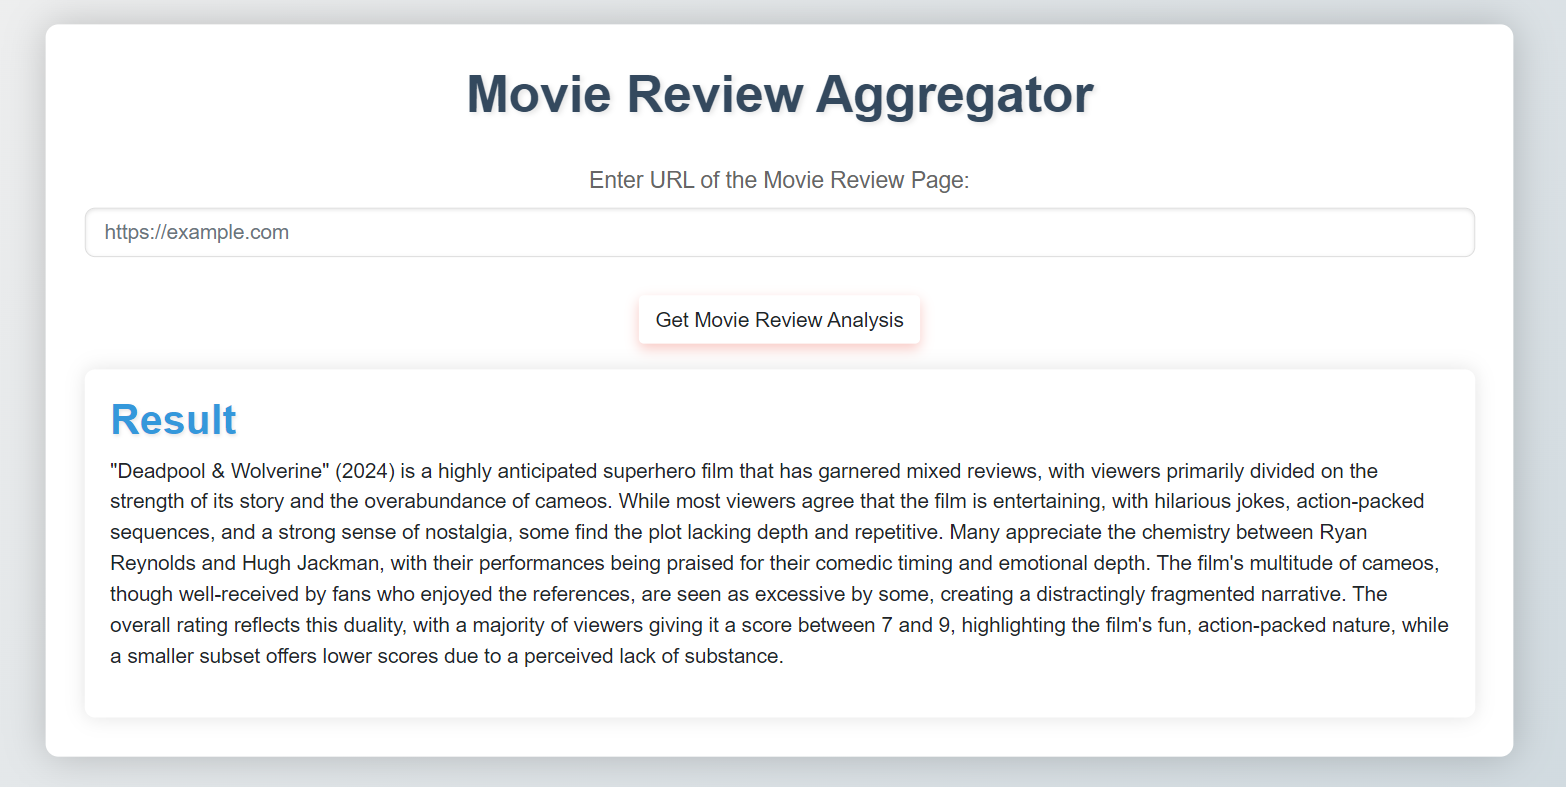 Movie Review Aggregator
Enter URL of the Movie Review Page:
https://example.com
Get Movie Review Analysis
Result
"Deadpool & Wolverine" (2024) is a highly anticipated superhero film that has garnered mixed reviews, with viewers primarily divided on the
strength of its story and the overabundance of cameos. While most viewers agree that the film is entertaining, with hilarious jokes, action-packed
sequences, and a strong sense of nostalgia, some find the plot lacking depth and repetitive. Many appreciate the chemistry between Ryan
Reynolds and Hugh Jackman, with their performances being praised for their comedic timing and emotional depth. The film's multitude of cameos,
though well-received by fans who enjoyed the references, are seen as excessive by some, creating a distractingly fragmented narrative. The
overall rating reflects this duality, with a majority of viewers giving it a score between 7 and 9, highlighting the film's fun, action-packed nature, while
a smaller subset offers lower scores due to a perceived lack of substance.